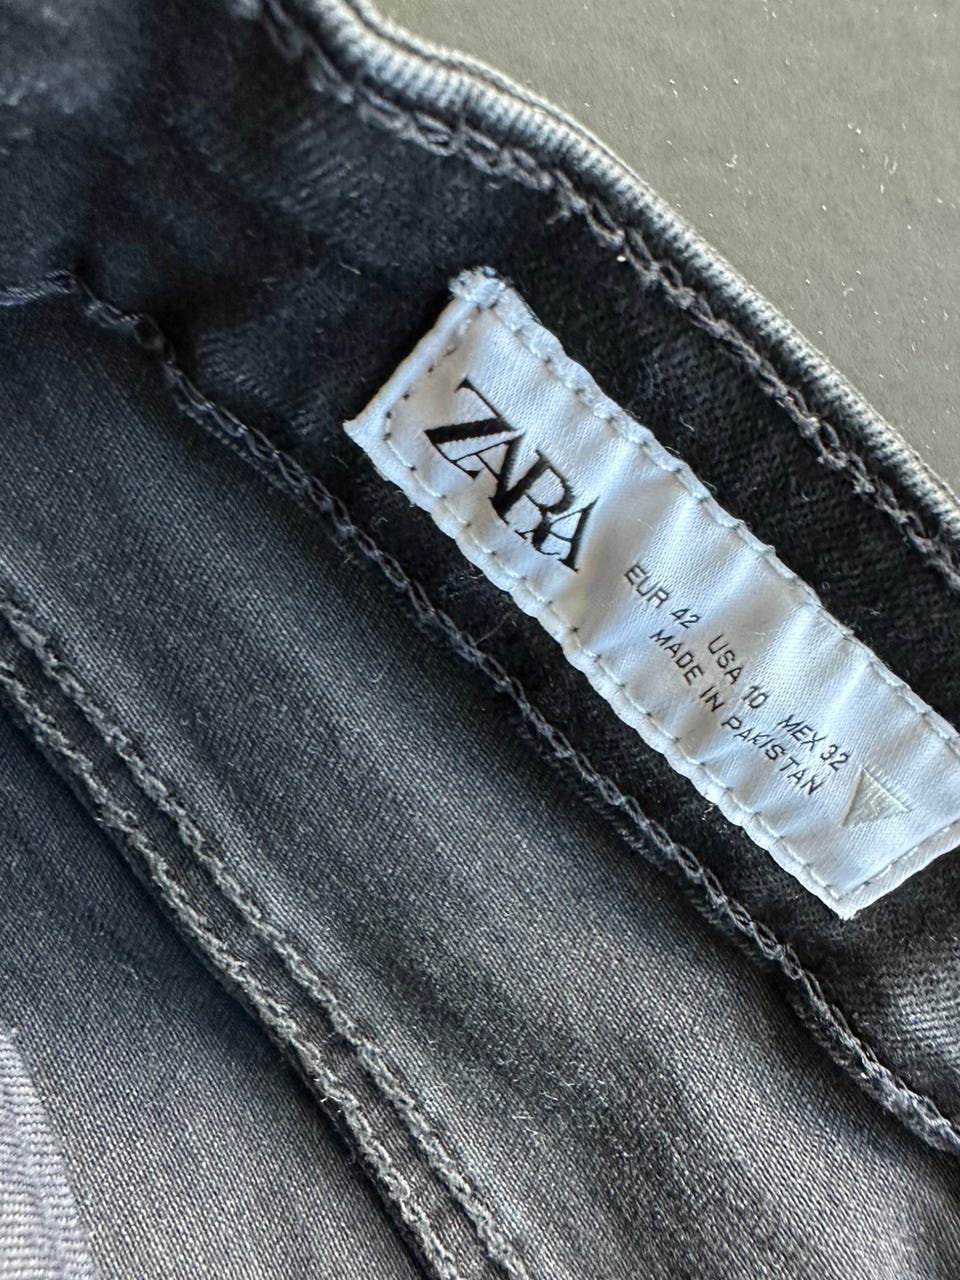 ZARA
EUR 42 USA 10 MEX 32
MADE IN PAKISTAN